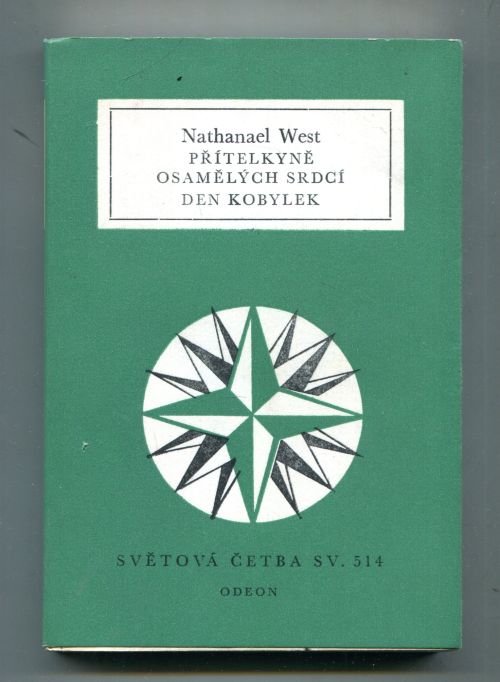 Nathanael West
PŘÍTELKYNĚ
OSAMĚLÝCH SRDCÍ
DEN KOBYLEK
SVĚTOVÁ ČETBA SV. 514
ODEON